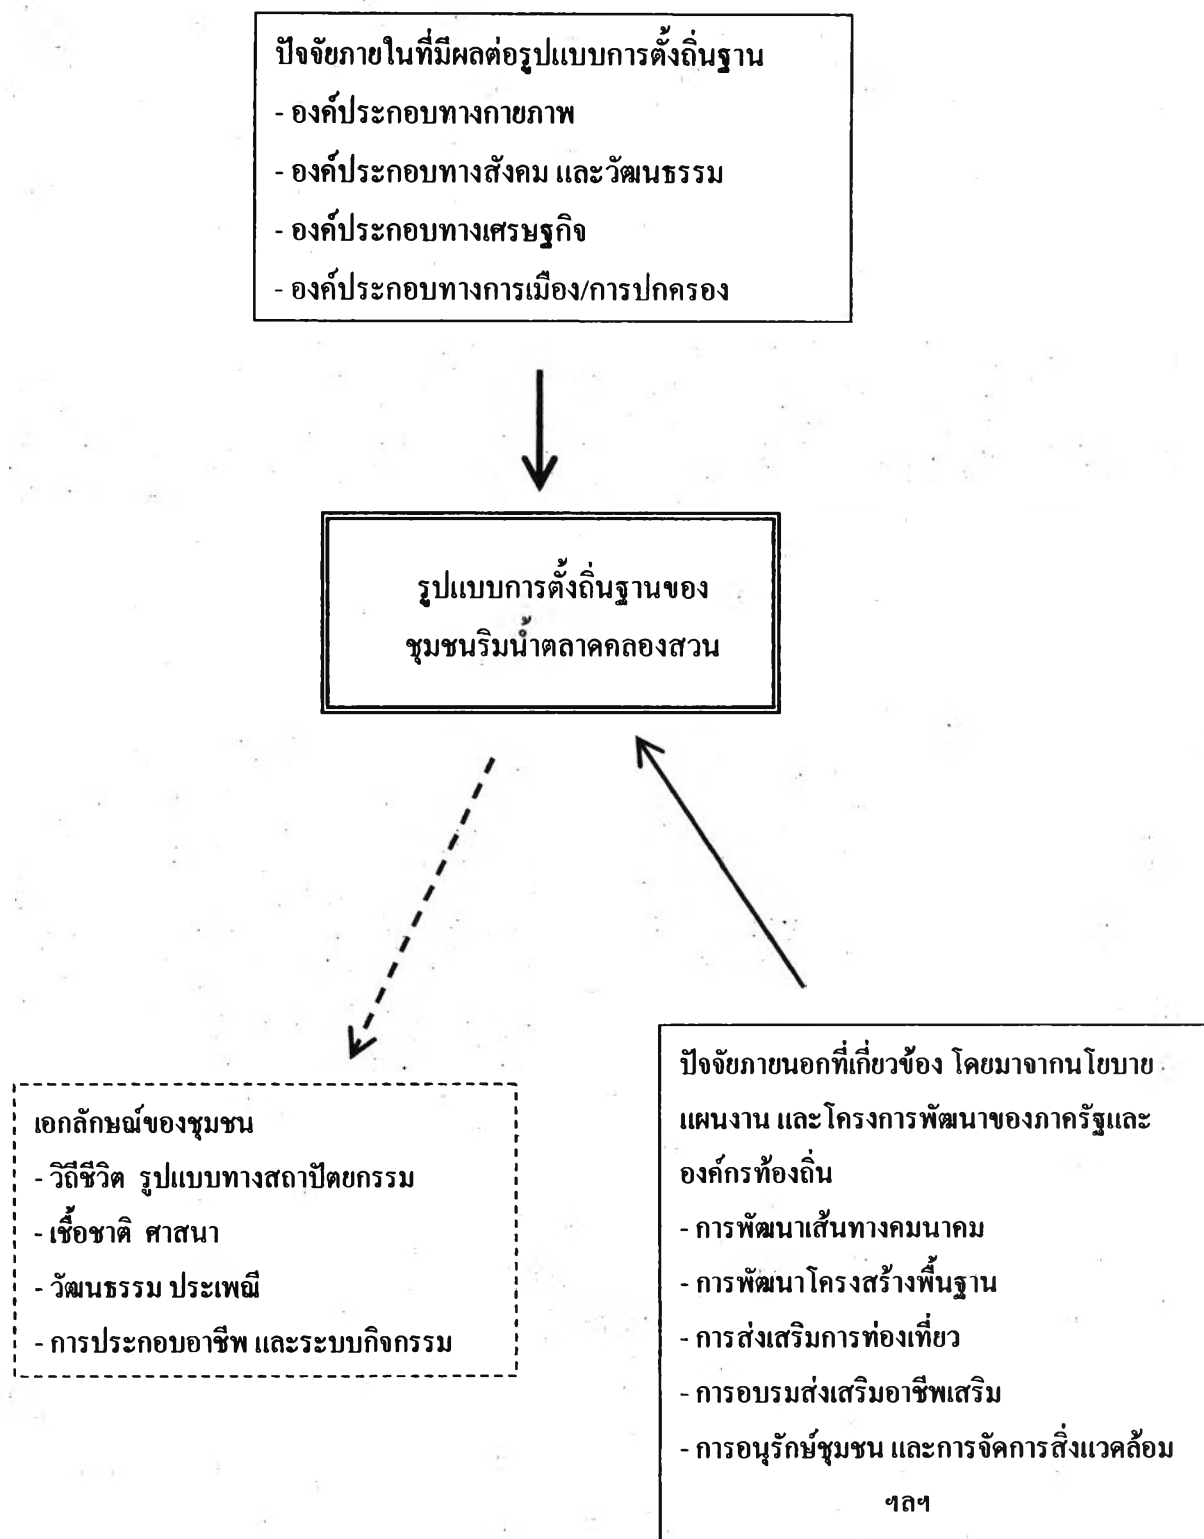 ปัจจัยภายในที่มีผลต่อรูปแบบการตั้งถิ่นฐาน
- องค์ประกอบทางกายภาพ
- องค์ประกอบทางสังคม และวัฒนธรรม
- องค์ประกอบทางเศรษฐกิจ
- องค์ประกอบทางการเมือง/การปกครอง
รูปแบบการตั้งถิ่นฐานของ
ชุมชนริมน้ำตลาดคลองสวน
เอกลักษณ์ของชุมชน
- วิถีชีวิต รูปแบบทางสถาปัตยกรรม
- เชื้อชาติ ศาสนา
- วัฒนธรรม ประเพณี
- การประกอบอาชีพ และระบบกิจกรรม
ปัจจัยภายนอกที่เกี่ยวข้อง โดยมาจากนโยบาย
แผนงาน และโครงการพัฒนาของภาครัฐและ
องค์กรท้องถิ่น
- การพัฒนาเส้นทางคมนาคม
- การพัฒนาโครงสร้างพื้นฐาน
- การส่งเสริมการท่องเที่ยว
- การอบรมส่งเสริมอาชีพเสริม
- การอนุรักษ์ชุมชน และการจัดการสิ่งแวดล้อม
ฯลฯ